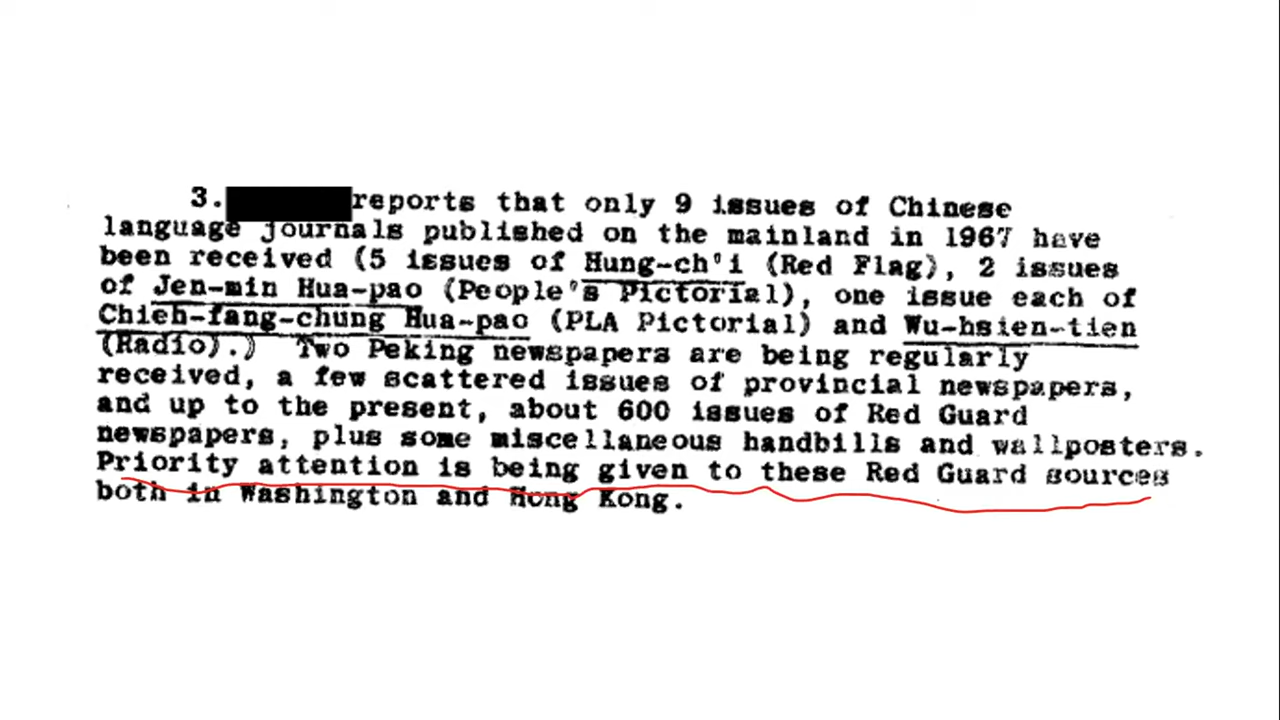 3. reports that only 9 issues of Chinese
language journals published on the mainland in 1967 have
been received (5 issues of Hung-ch'i (Red Flag), 2 issues
of Jen-min Hua-pao (People's Pictorial), one issue each of
Chieh-fang-chung Hua-pao (PLA Pictorial) and Wu-hsien-tien
(Radio).) Two Peking newspapers are being regularly
received, a few scattered issues of provincial newspapers,
and up to the present, about 600 issues of Red Guard
newspapers, plus some miscellaneous handbills and wallposters.
Priority attention is being given to these Red Guard sources
both in Washington and Hong Kong.